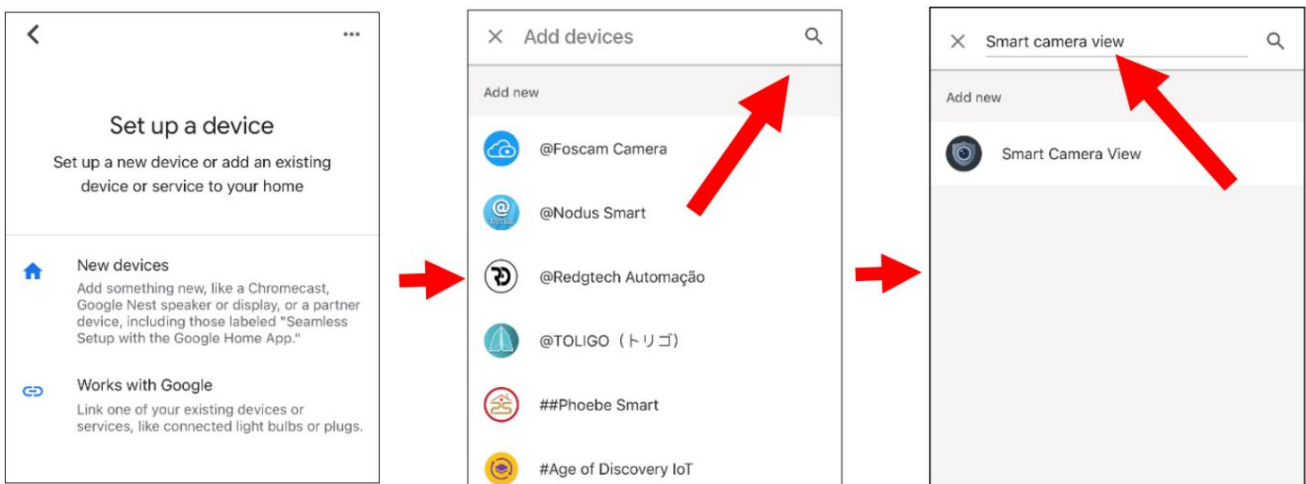 Set up a device
Set up a new device or add an existing
device or service to your home
New devices
Add something new, like a Chromecast,
Google Nest speaker or display, or a partner
device, including those labeled "Seamless
Setup with the Google Home App."
Works with Google
Link one of your existing devices or
services, like connected light bulbs or plugs.
Add devices
Add new
@Foscam Camera
@Nodus Smart
@Redgtech Automação
@TOLIGO（トリゴ）
##Phoebe Smart
#Age of Discovery IoT
Smart camera view
Add new
Smart Camera View